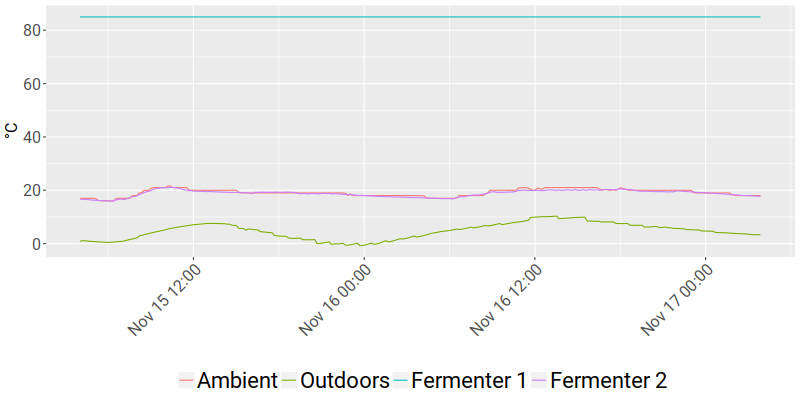 80
60
°C
40
20
0
Nov 15 12:00
Nov 16 00:00
Nov 16 12:00
Nov 17 00:00
Ambient Outdoors Fermenter 1 Fermenter 2